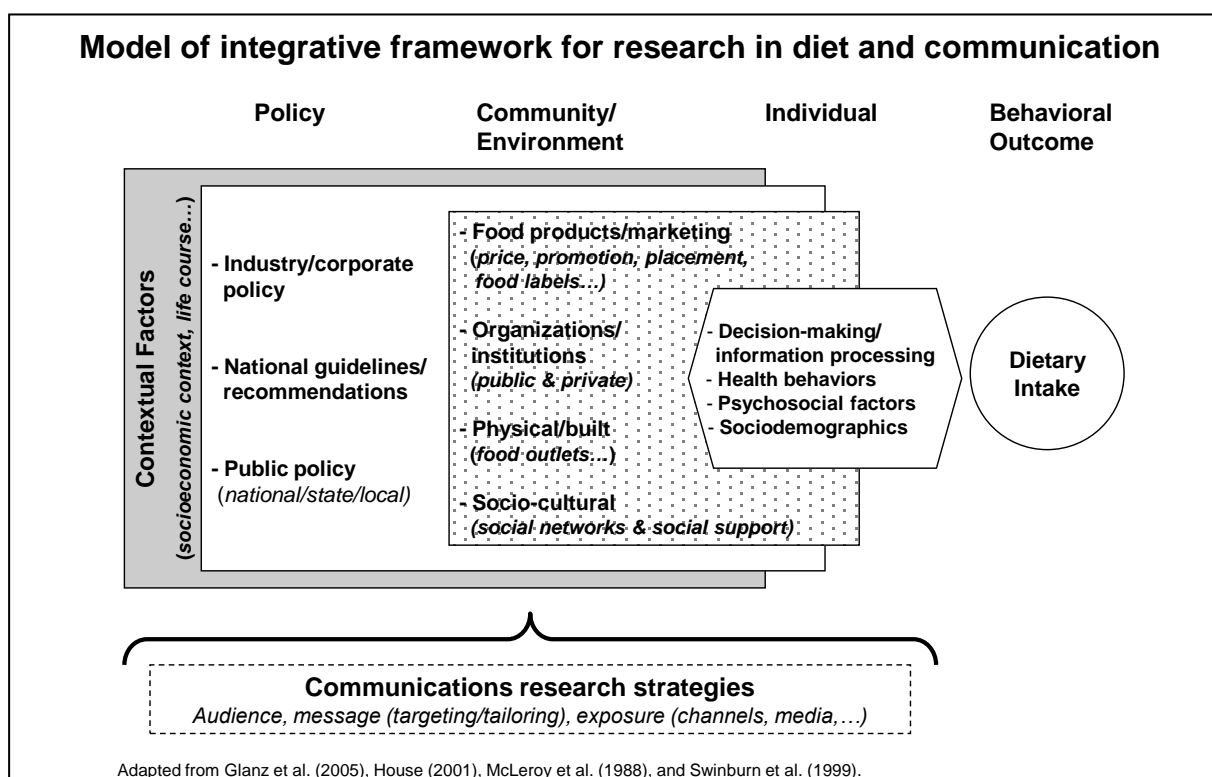 Model of integrative framework for research in diet and communication
Policy
Community/
Environment
Individual
Behavioral
Outcome
Contextual Factors
(socioeconomic context, life course…)
- Industry/corporate
policy
- National guidelines/
recommendations
- Public policy
(national/state/local)
- Food products/marketing
(price, promotion, placement,
food labels…)
- Organizations/
institutions
(public & private)
- Physical/built
(food outlets…)
- Socio-cultural
(social networks & social support)
- Decision-making/
information processing
- Health behaviors
- Psychosocial factors
- Sociodemographics
Dietary
Intake
Communications research strategies
Audience, message (targeting/tailoring), exposure (channels, media,…)
Adapted from Glanz et al. (2005), House (2001), McLeroy et al. (1988), and Swinburn et al. (1999).